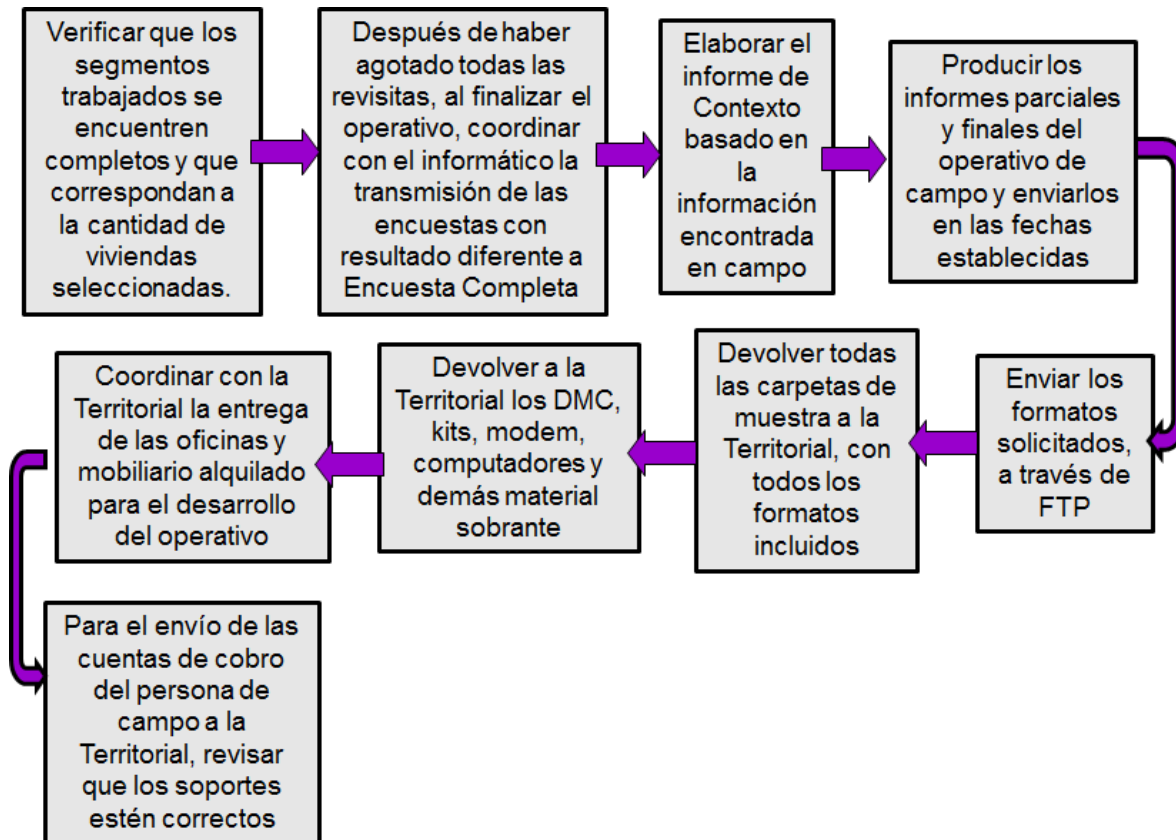 Verificar que los
segmentos
trabajados se
encuentren
completos y que
correspondan a
la cantidad de
viviendas
seleccionadas.
Después de haber
agotado todas las
revisitas, al finalizar el
operativo, coordinar
con el informático la
transmisión de las
encuestas con
resultado diferente a
Encuesta Completa
Elaborar el
informe de
Contexto
basado en
la
información
encontrada
en campo
Producir los
informes parciales
y finales del
operativo de
campo y enviarlos
en las fechas
establecidas
Enviar los
formatos
solicitados,
a través de
FTP
Devolver todas
las carpetas de
muestra a la
Territorial, con
todos los
formatos
incluidos
Devolver a la
Territorial los DMC,
kits, modem,
computadores y
demás material
sobrante
Coordinar con la
Territorial la entrega
de las oficinas y
mobiliario alquilado
para el desarrollo
del operativo
Para el envío de las
cuentas de cobro
del persona de
campo a la
Territorial, revisar
que los soportes
estén correctos